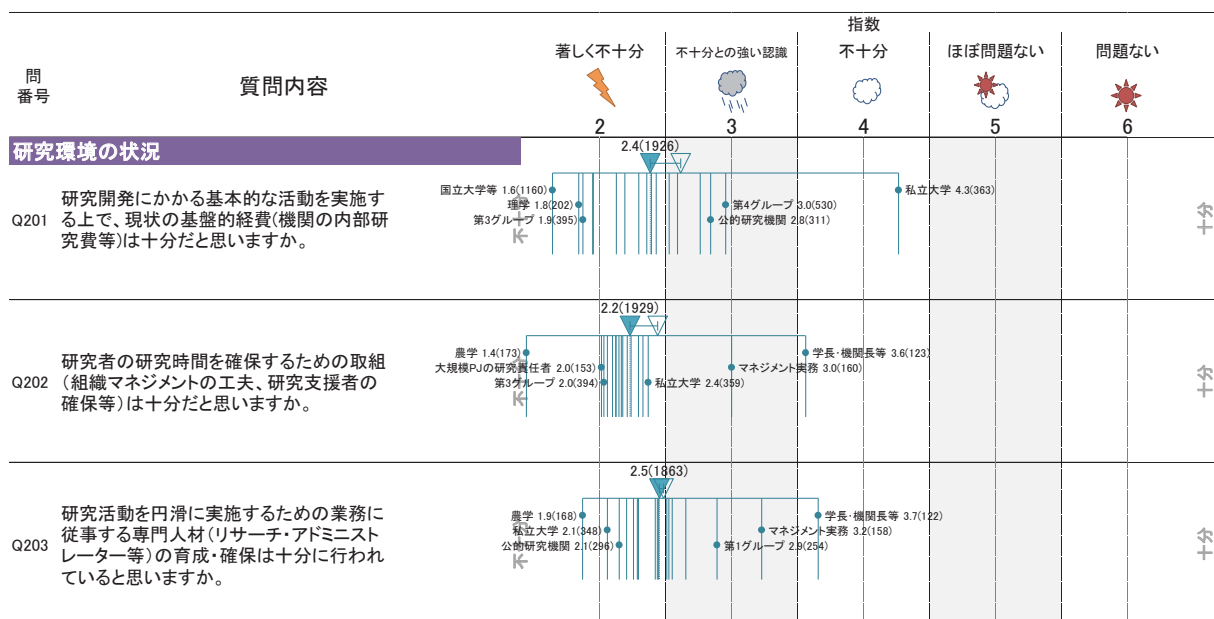 指数
著しく不十分
不十分との強い認識
不十分
ほぼ問題ない
問題ない
問
番号
質問内容
2
3
4
5
6
研究環境の状況
2.4(1926)
Q201
研究開発にかかる基本的な活動を実施す
る上で、現状の基盤的経費(機関の内部研
究費等)は十分だと思いますか。
国立大学等 1.6(1160)
理学 1.8(202)
第3グループ 1.9(395)
私立大学 4.3(363)
第4グループ 3.0(530)
公的研究機関 2.8(311)
不十分
十分
2.2(1929)
Q202
研究者の研究時間を確保するための取組
(組織マネジメントの工夫、研究支援者の
確保等)は十分だと思いますか。
農学 1.4(173)
大規模PJの研究責任者 2.0(153)
第3グループ 2.0(394)
学長・機関長等 3.6(123)
マネジメント実務 3.0(160)
私立大学 2.4(359)
不十分
十分
2.5(1863)
Q203
研究活動を円滑に実施するための業務に
従事する専門人材(リサーチ・アドミニスト
レーター等)の育成・確保は十分に行われ
ていると思いますか。
農学 1.9(168)
私立大学 2.1(348)
公的研究機関 2.1(296)
学長・機関長等 3.7(122)
マネジメント実務 3.2(158)
第1グループ 2.9(254)
不十分
十分